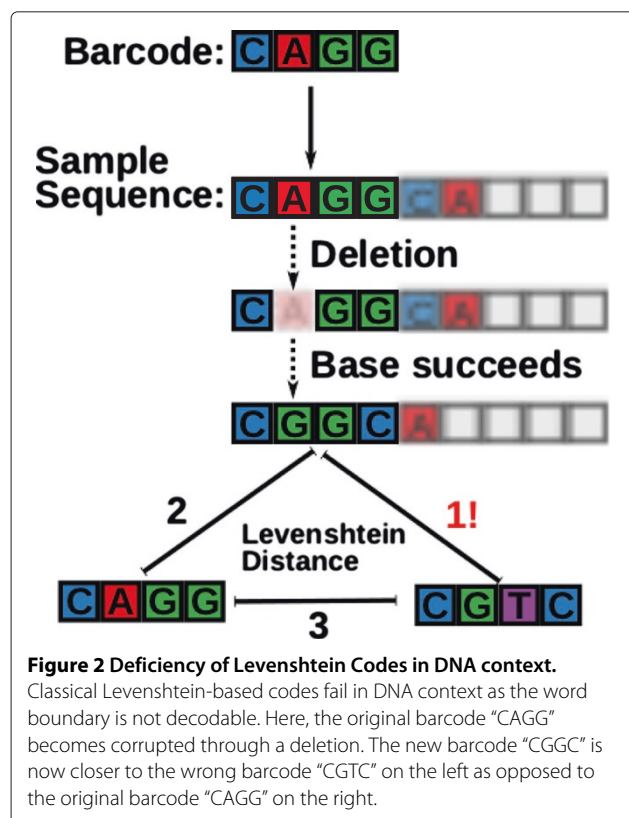 Barcode: CAGG
Sample
Sequence: CAGG CA
Deletion
C A GG CA
Base succeeds
CGGC A
2
1!
Levenshtein
Distance
CAGG
CGTC
3
Figure 2 Deficiency of Levenshtein Codes in DNA context.
Classical Levenshtein-based codes fail in DNA context as the word
boundary is not decodable. Here, the original barcode “CAGG”
becomes corrupted through a deletion. The new barcode “CGGC” is
now closer to the wrong barcode “CGTC” on the left as opposed to
the original barcode “CAGG” on the right.